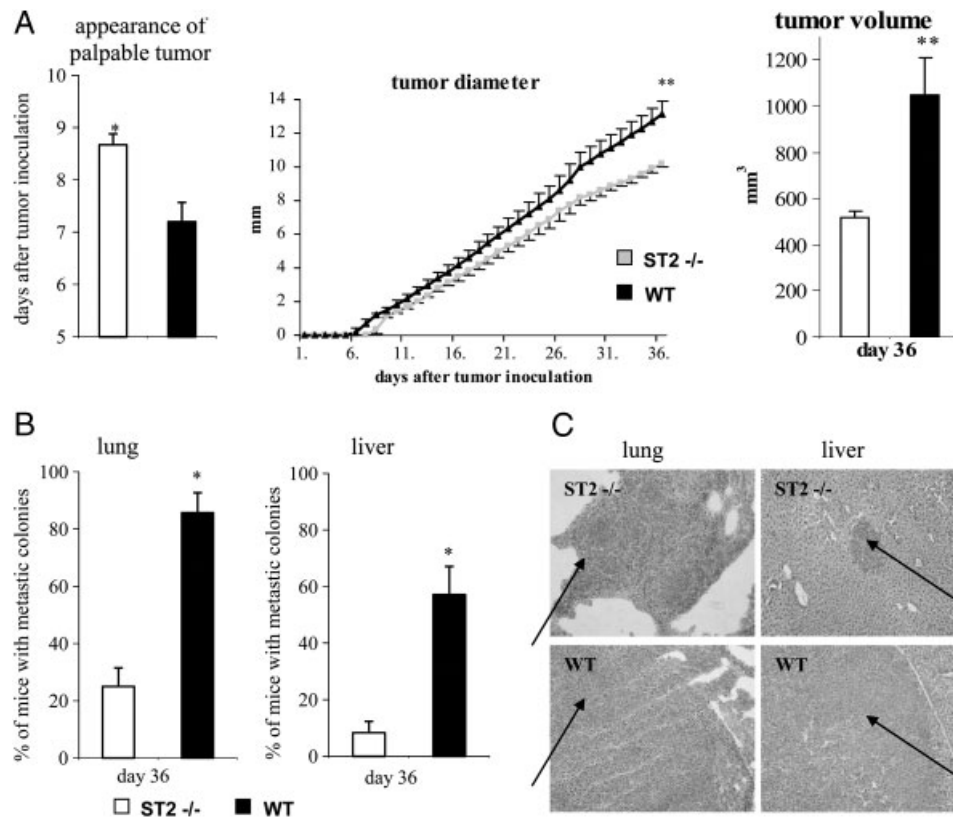 A
appearance of
palpable tumor
days after tumor inoculation
10
9
8
7
6
5
*
tumor diameter
mm
14
12
10
8
6
4
2
0
**
1. 6. 11. 16. 21. 26. 31. 36.
days after tumor inoculation
ST2 -/-
WT
tumor volume
mm³
1200
1000
800
600
400
200
0
**
day 36
B
lung
% of mice with metastic colonies
100
80
60
40
20
0
*
day 36
liver
% of mice with metastic colonies
100
80
60
40
20
0
*
day 36
ST2 -/- WT
C
lung liver
ST2 -/- ST2 -/-
WT WT